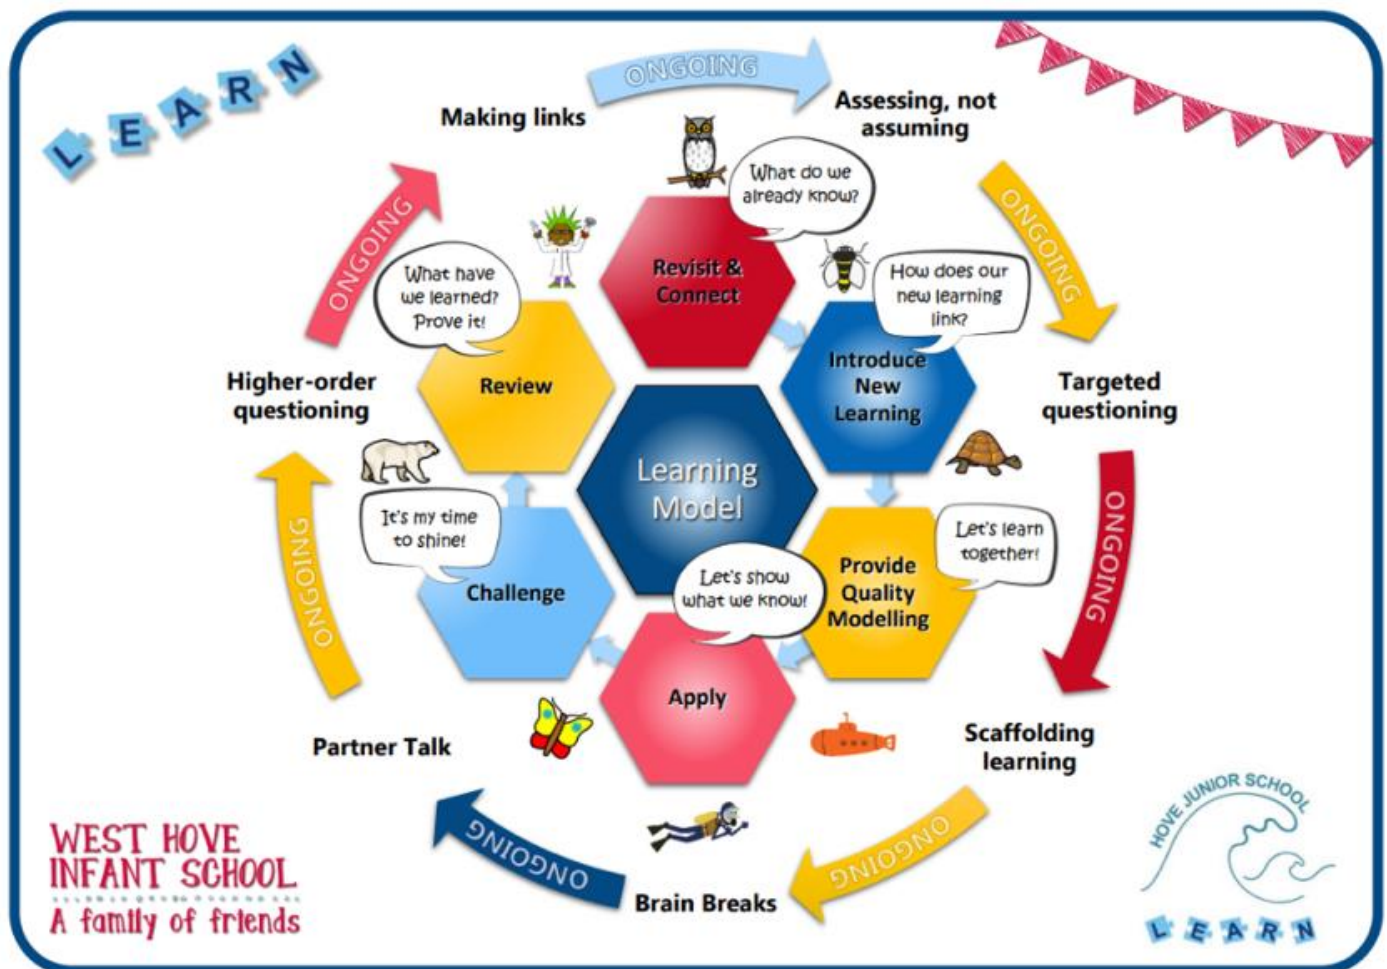 LEARN
ONGOING
Making links
Assessing, not
assuming
ONGOING
What do we
already know?
ONGOING
Revisit &
Connect
What have
we learned?
Prove it!
How does our
new learning
link?
Introduce
New
Learning
Review
Higher-order
questioning
Targeted
questioning
Learning
Model
ONGOING
It's my time
to shine!
Challenge
Let's learn
together!
Provide
Quality
Modelling
Let's show
what we know!
ONGOING
Apply
Partner Talk
Scaffolding
learning
ONGOING
ONGOING
Brain Breaks
WEST HOVE
INFANT SCHOOL
A family of friends
HOVE JUNIOR SCHOOL
LEARN